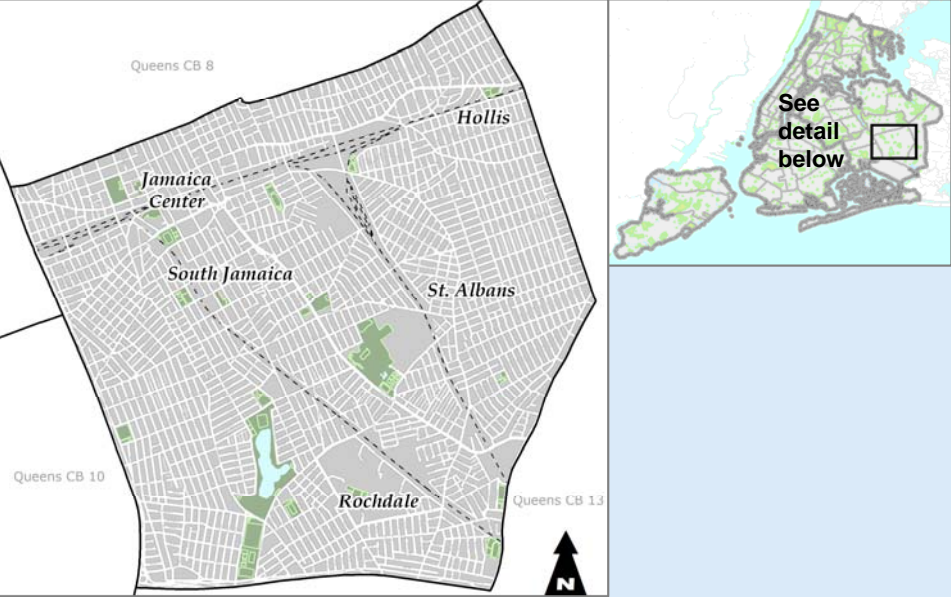 Queens CB 8
Hollis
Jamaica
Center
South Jamaica
St. Albans
Queens CB 10
Rochdale
Queens CB 13
N
See
detail
below